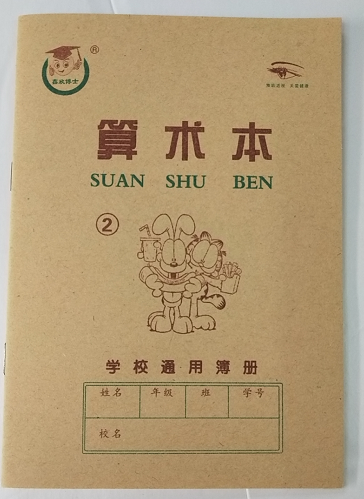 ®
算术本
SUAN SHU BEN
②
学校通用簿册
姓名 年级 班 学号
校名